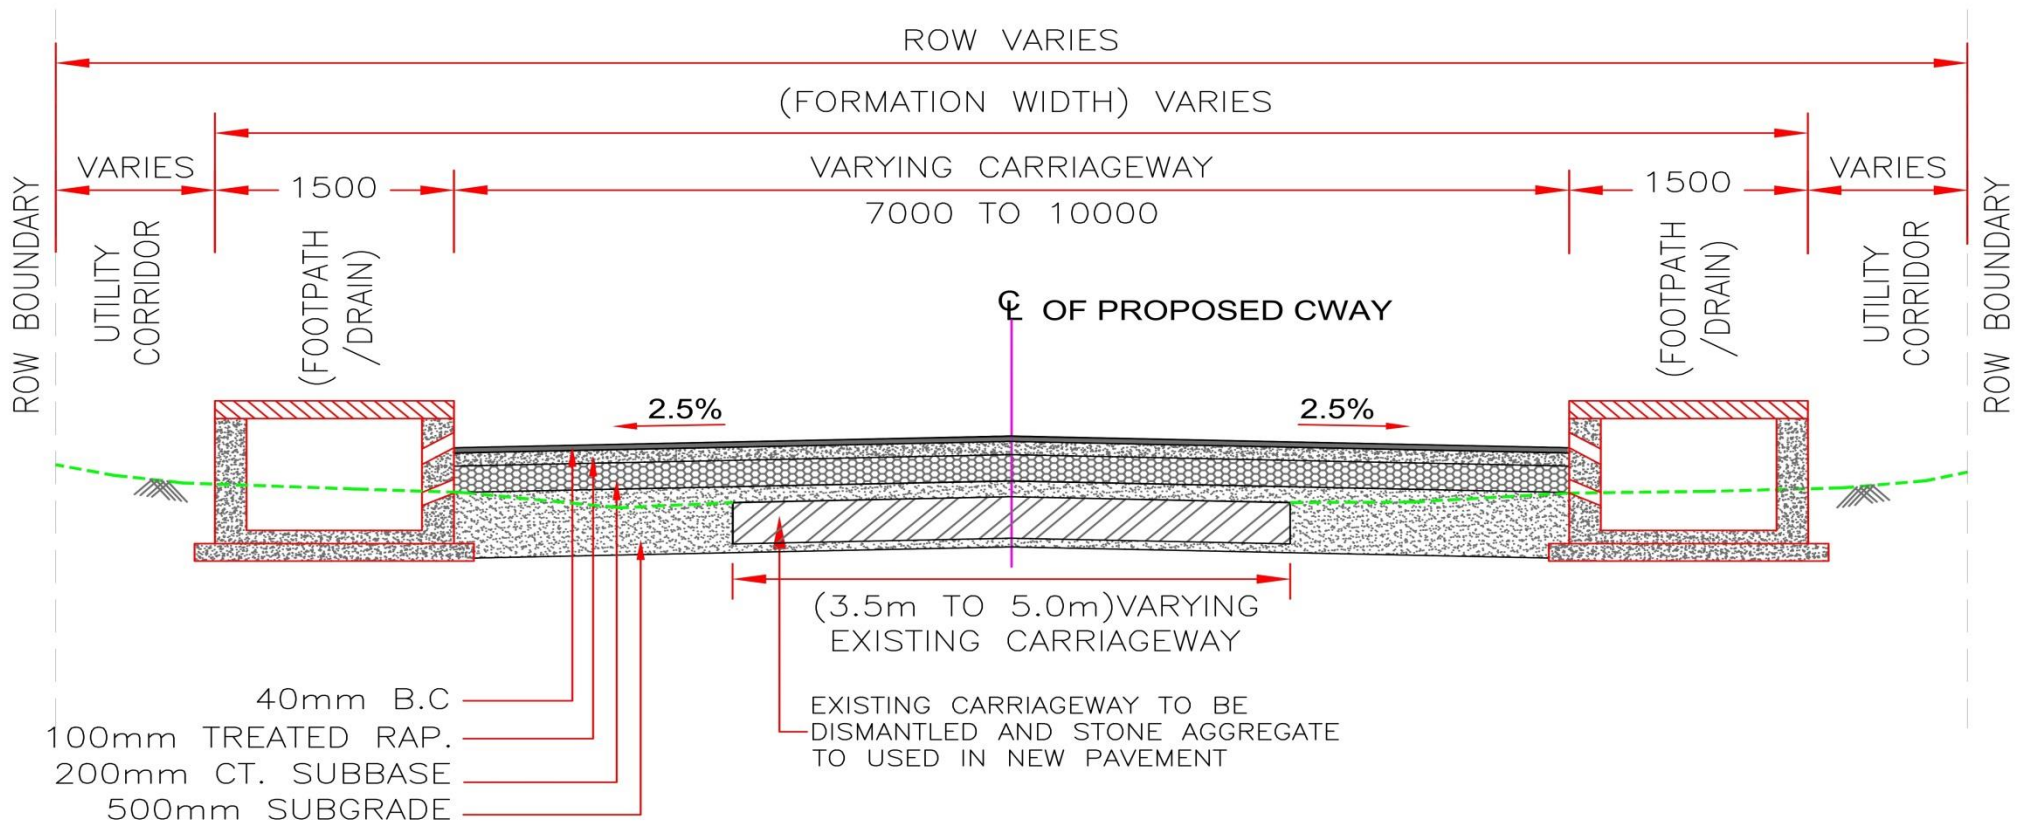 ROW VARIES
(FORMATION WIDTH) VARIES
VARIES
1500
VARYING CARRIAGEWAY
7000 TO 10000
1500
VARIES
ROW BOUNDARY
UTILITY
CORRIDOR
(FOOTPATH
/DRAIN)
℄ OF PROPOSED CWAY
(FOOTPATH
/DRAIN)
UTILITY
CORRIDOR
ROW BOUNDARY
2.5%
2.5%
(3.5m TO 5.0m)VARYING
EXISTING CARRIAGEWAY
40mm B.C
100mm TREATED RAP.
200mm CT. SUBBASE
500mm SUBGRADE
EXISTING CARRIAGEWAY TO BE
DISMANTLED AND STONE AGGREGATE
TO USED IN NEW PAVEMENT